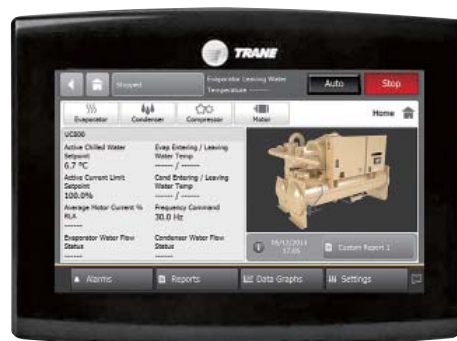 TRANE
Stopped
Evaporator Leaving Water
Temperature ------
Auto
Stop
Evaporator
Condenser
Compressor
Motor
Home
UC800
Active Chilled Water
Setpoint
6.7 ºC
Evap Entering / Leaving
Water Temp
------ / ------
Active Current Limit
Setpoint
100.0%
Cond Entering / Leaving
Water Temp
------ / ------
Average Motor Current %
RLA
------
Frequency Command
30.0 Hz
Evaporator Water Flow
Status
------
Condenser Water Flow
Status
------
17:05
Custom Report 1
Alarms
Reports
Data Graphs
Settings